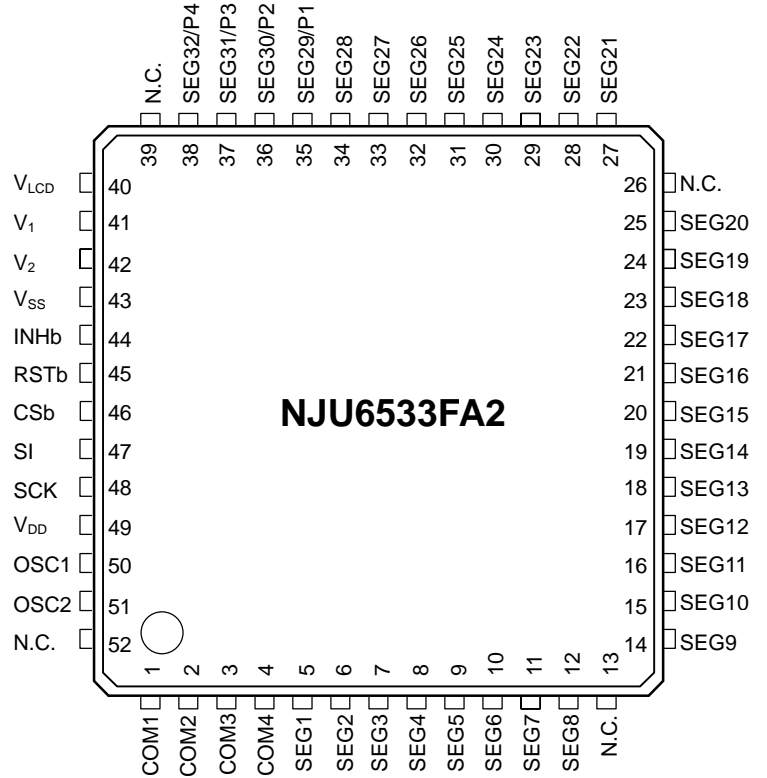 N.C.
SEG32/P4
SEG31/P3
SEG30/P2
SEG29/P1
SEG28
SEG27
SEG26
SEG25
SEG24
SEG23
SEG22
SEG21
39
38
37
36
35
34
33
32
31
30
29
28
27
VLCD 40
V1 41
V2 42
VSS 43
INHb 44
RSTb 45
CSb 46
SI 47
SCK 48
VDD 49
OSC1 50
OSC2 51
N.C. 52
NJU6533FA2
26 N.C.
25 SEG20
24 SEG19
23 SEG18
22 SEG17
21 SEG16
20 SEG15
19 SEG14
18 SEG13
17 SEG12
16 SEG11
15 SEG10
14 SEG9
1
2
3
4
5
6
7
8
9
10
11
12
13
COM1
COM2
COM3
COM4
SEG1
SEG2
SEG3
SEG4
SEG5
SEG6
SEG7
SEG8
N.C.